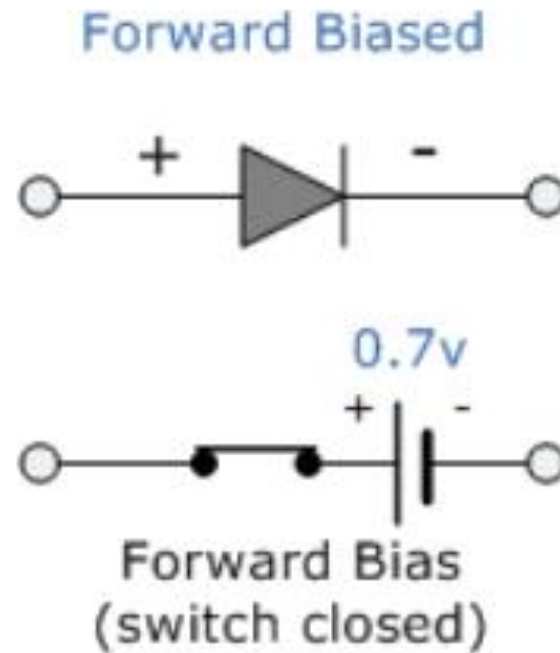 Forward Biased
+ -
0.7v
+ -
Forward Bias
(switch closed)